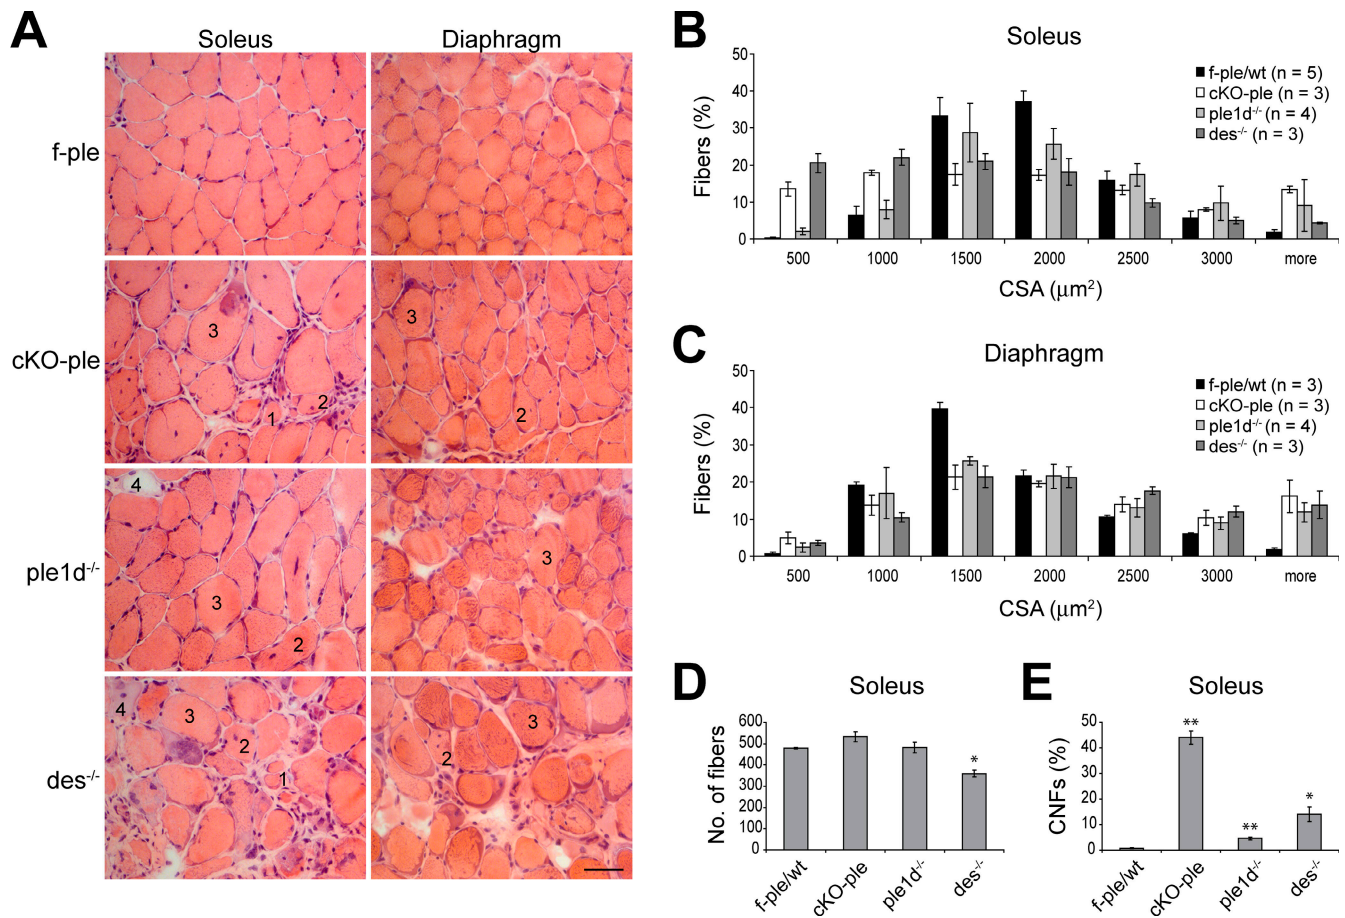 A
Soleus
Diaphragm
f-ple
cKO-ple
3
1
2
3
2
ple1d-/-
4
3
2
3
des-/-
4
3
2
1
3
2
B
Soleus
Fibers (%)
50
40
30
20
10
0
f-ple/wt (n = 5)
cKO-ple (n = 3)
ple1d-/- (n = 4)
des-/- (n = 3)
500 1000 1500 2000 2500 3000 more
CSA (μm2)
C
Diaphragm
Fibers (%)
50
40
30
20
10
0
f-ple/wt (n = 3)
cKO-ple (n = 3)
ple1d-/- (n = 4)
des-/- (n = 3)
500 1000 1500 2000 2500 3000 more
CSA (μm2)
D
Soleus
No. of fibers
600
500
400
300
200
100
0
*
f-ple/wt cKO-ple ple1d-/- des-/-
E
Soleus
CNFs (%)
50
40
30
20
10
0
**
**
*
f-ple/wt cKO-ple ple1d-/- des-/-